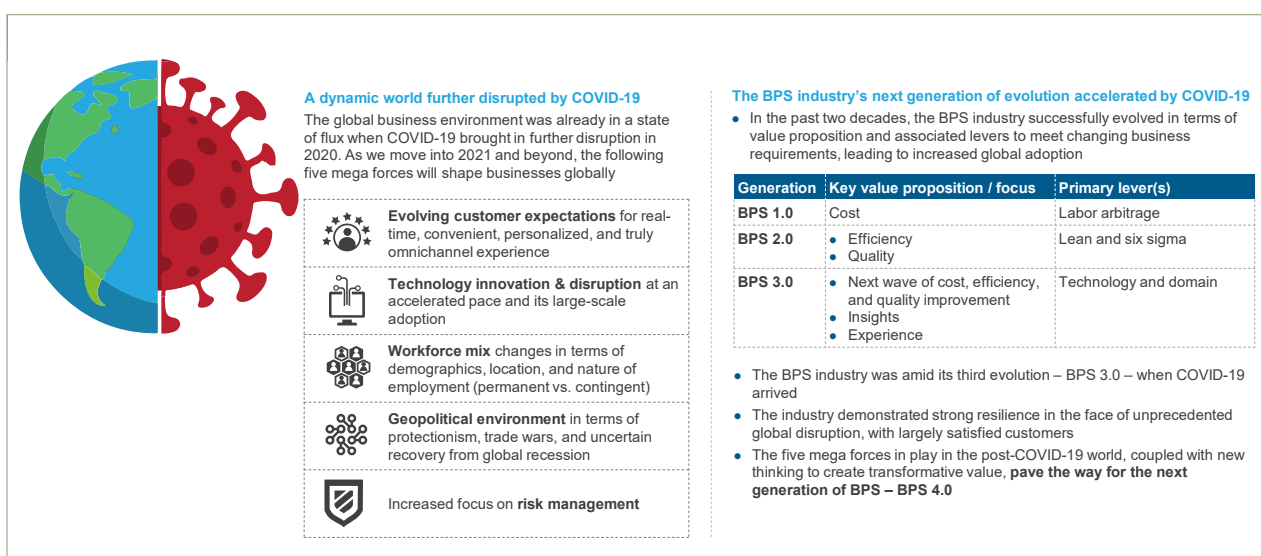 A dynamic world further disrupted by COVID-19
The global business environment was already in a state
of flux when COVID-19 brought in further disruption in
2020. As we move into 2021 and beyond, the following
five mega forces will shape businesses globally
Evolving customer expectations for real-
time, convenient, personalized, and truly
omnichannel experience
Technology innovation & disruption at an
accelerated pace and its large-scale
adoption
Workforce mix changes in terms of
demographics, location, and nature of
employment (permanent vs. contingent)
Geopolitical environment in terms of
protectionism, trade wars, and uncertain
recovery from global recession
Increased focus on risk management
The BPS industry's next generation of evolution accelerated by COVID-19
● In the past two decades, the BPS industry successfully evolved in terms of
value proposition and associated levers to meet changing business
requirements, leading to increased global adoption
Generation Key value proposition / focus Primary lever(s)
BPS 1.0 Cost Labor arbitrage
BPS 2.0 ● Efficiency Lean and six sigma
● Quality
BPS 3.0 ● Next wave of cost, efficiency, Technology and domain
and quality improvement
● Insights
● Experience
● The BPS industry was amid its third evolution – BPS 3.0 – when COVID-19
arrived
● The industry demonstrated strong resilience in the face of unprecedented
global disruption, with largely satisfied customers
● The five mega forces in play in the post-COVID-19 world, coupled with new
thinking to create transformative value, pave the way for the next
generation of BPS – BPS 4.0